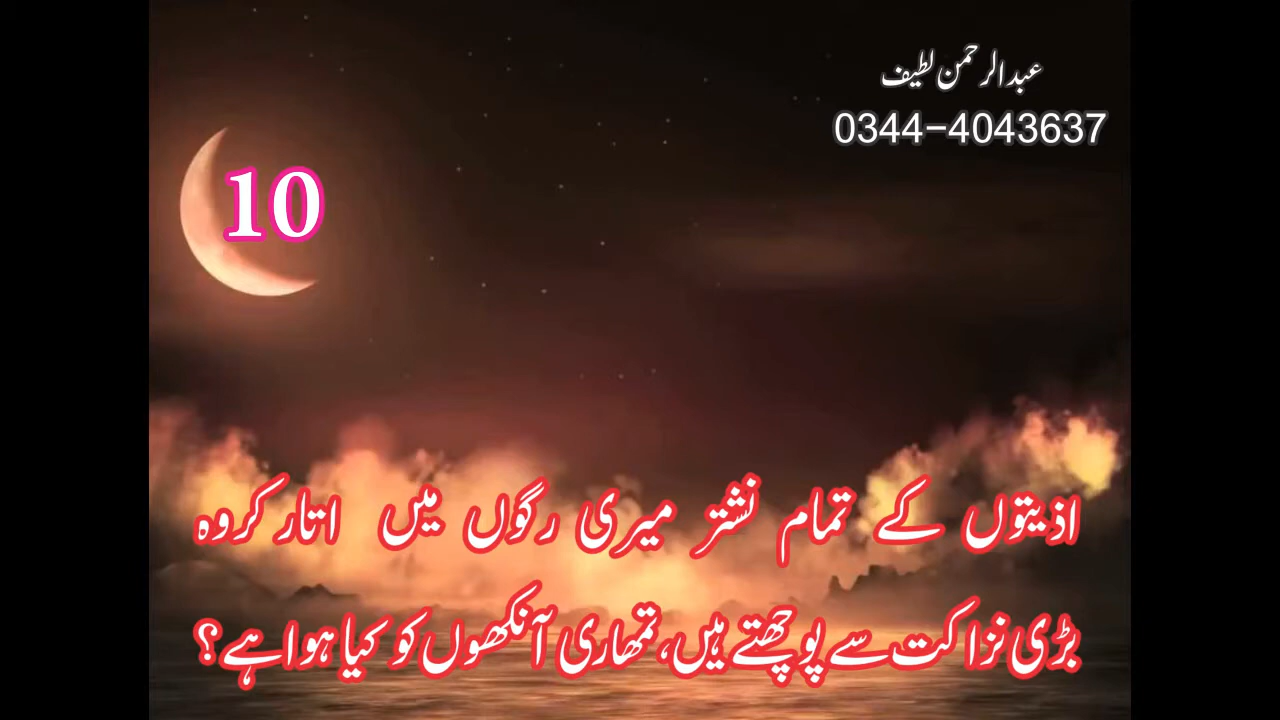 عبدالرحمن لطیف
0344-4043637
10
اذیتوں کے تمام نشتر میری رگوں میں اتار کر وہ
بڑی نزاکت سے پوچھتے ہیں، تمھاری آنکھوں کو کیا ہوا ہے؟